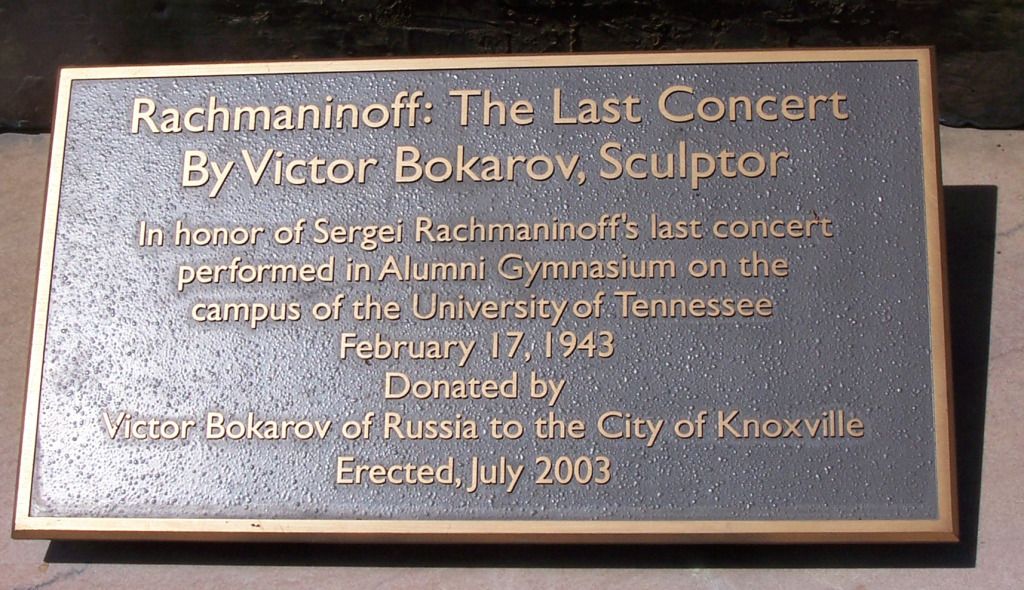 Rachmaninoff: The Last Concert
By Victor Bokarov, Sculptor
In honor of Sergei Rachmaninoff's last concert
performed in Alumni Gymnasium on the
campus of the University of Tennessee
February 17, 1943
Donated by
Victor Bokarov of Russia to the City of Knoxville
Erected, July 2003